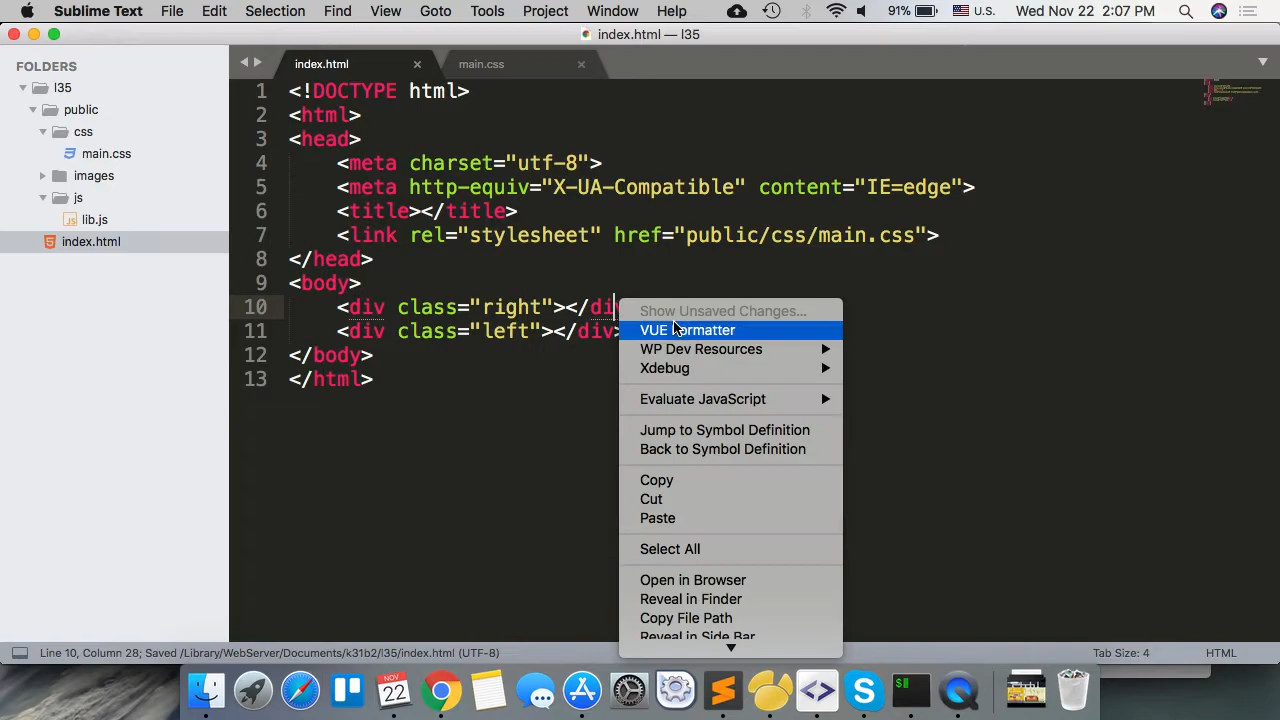 Sublime Text File Edit Selection Find View Goto Tools Project Window Help 91% U.S. Wed Nov 22 2:07 PM
index.html — l35
FOLDERS
l35
public
css
main.css
images
js
lib.js
index.html
index.html main.css
1 <!DOCTYPE html>
2 <html>
3 <head>
4 <meta charset="utf-8">
5 <meta http-equiv="X-UA-Compatible" content="IE=edge">
6 <title></title>
7 <link rel="stylesheet" href="public/css/main.css">
8 </head>
9 <body>
10 <div class="right"></di
11 <div class="left"></div>
12 </body>
13 </html>
Show Unsaved Changes...
VUE Formatter
WP Dev Resources
Xdebug
Evaluate JavaScript
Jump to Symbol Definition
Back to Symbol Definition
Copy
Cut
Paste
Select All
Open in Browser
Reveal in Finder
Copy File Path
Reveal in Side Bar
Line 10, Column 28; Saved /Library/WebServer/Documents/k31b2/l35/index.html (UTF-8) Tab Size: 4 HTML
NOV
22